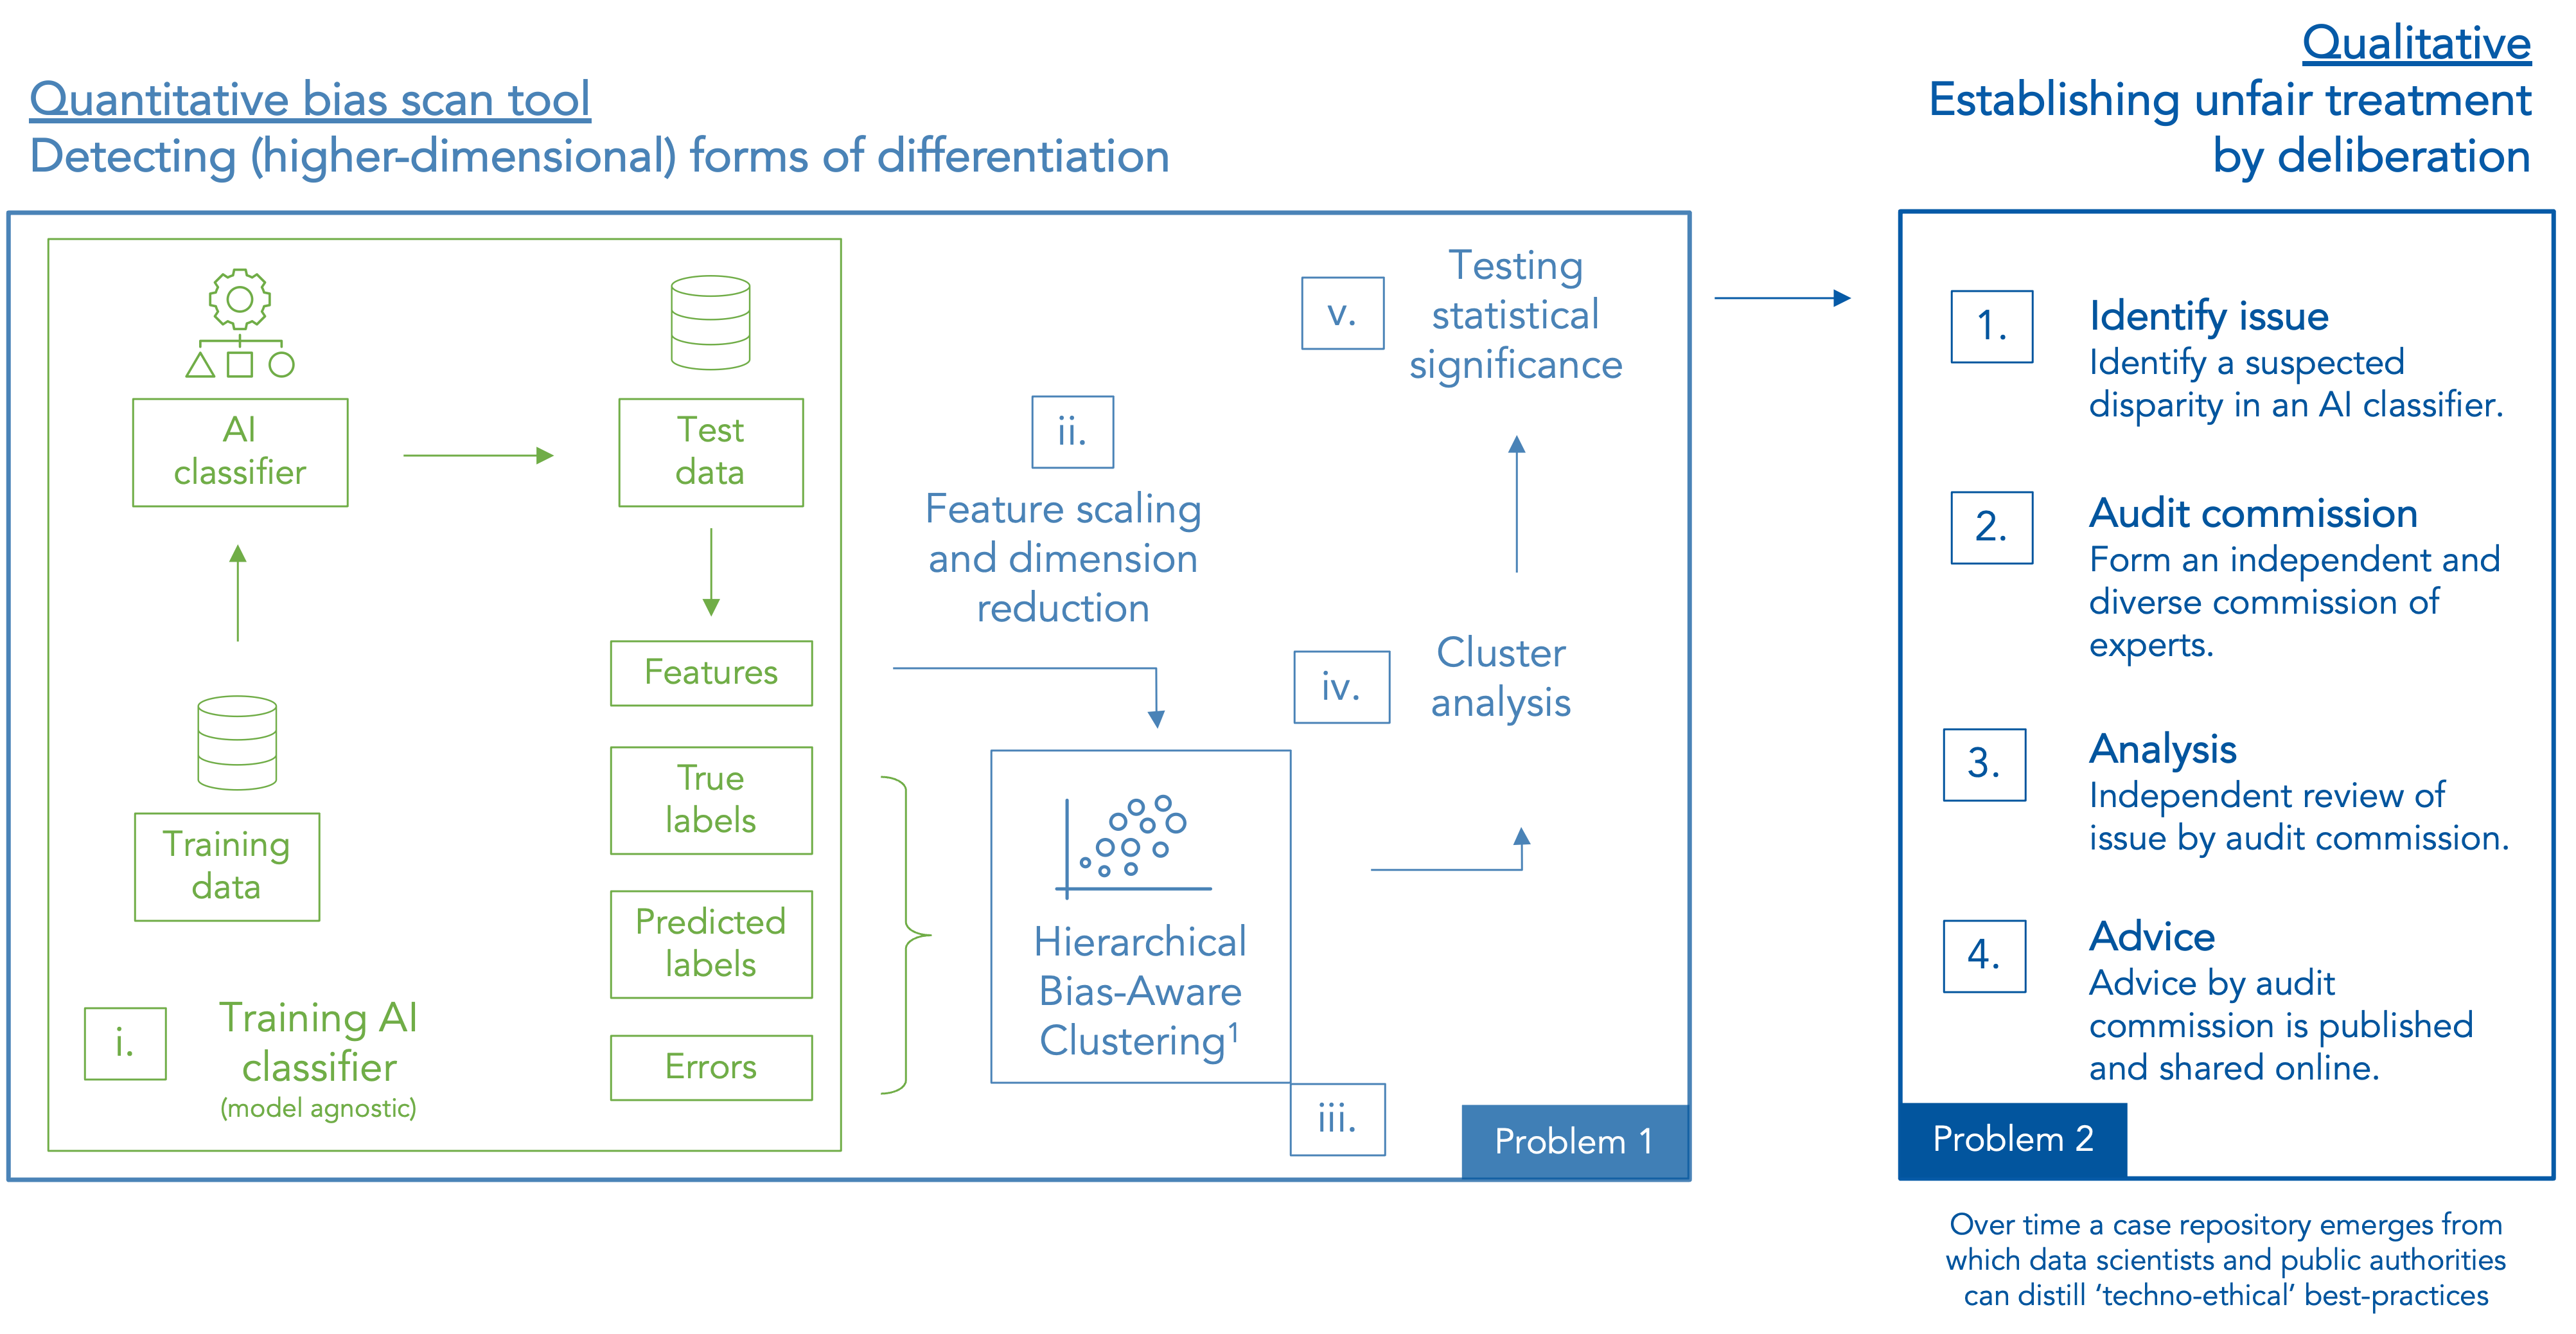 Quantitative bias scan tool
Detecting (higher-dimensional) forms of differentiation
Qualitative
Establishing unfair treatment
by deliberation
AI
classifier
Test
data
Features
True
labels
Predicted
labels
Errors
Training
data
i.
Training AI
classifier
(model agnostic)
ii.
Feature scaling
and dimension
reduction
Hierarchical
Bias-Aware
Clustering¹
iii.
iv.
Cluster
analysis
v.
Testing
statistical
significance
Problem 1
1.
Identify issue
Identify a suspected
disparity in an AI classifier.
2.
Audit commission
Form an independent and
diverse commission of
experts.
3.
Analysis
Independent review of
issue by audit commission.
4.
Advice
Advice by audit
commission is published
and shared online.
Problem 2
Over time a case repository emerges from
which data scientists and public authorities
can distill ‘techno-ethical’ best-practices